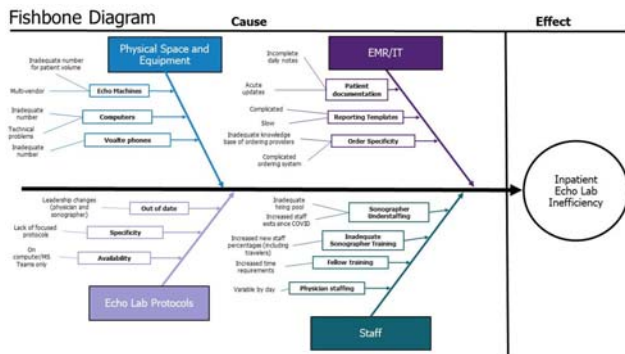 Fishbone Diagram
Cause
Effect
Physical Space and
Equipment
EMR/IT
Inadequate number
for patient volume
Echo Machines
Multivendor
Inadequate
number
Computers
Technical
problems
Voalte phones
Inadequate
number
Incomplete
daily notes
Patient
documentation
Acute
updates
Complicated
Reporting Templates
Slow
Inadequate knowledge
base of ordering providers
Order Specificity
Complicated
ordering system
Inpatient
Echo Lab
Inefficiency
Leadership changes
(physician and
sonographer)
Out of date
Lack of focused
protocols
Specificity
On
computer/MS
Teams only
Availability
Echo Lab Protocols
Inadequate
hiring pool
Sonographer
Understaffing
Increased staff
exits since COVID
Inadequate
Sonographer Training
Increased new staff
percentages (including
travelers)
Fellow training
Increased time
requirements
Physician staffing
Variable by day
Staff